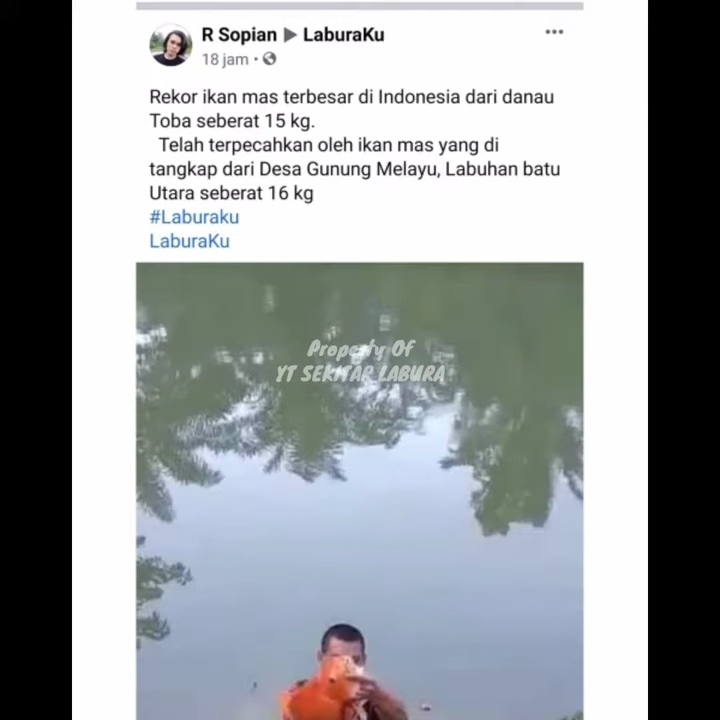 R Sopian ▶ LaburaKu
18 jam •
Rekor ikan mas terbesar di Indonesia dari danau
Toba seberat 15 kg.
Telah terpecahkan oleh ikan mas yang di
tangkap dari Desa Gunung Melayu, Labuhan batu
Utara seberat 16 kg
#Laburaku
LaburaKu
Property Of
YT SEKITAR LABURA